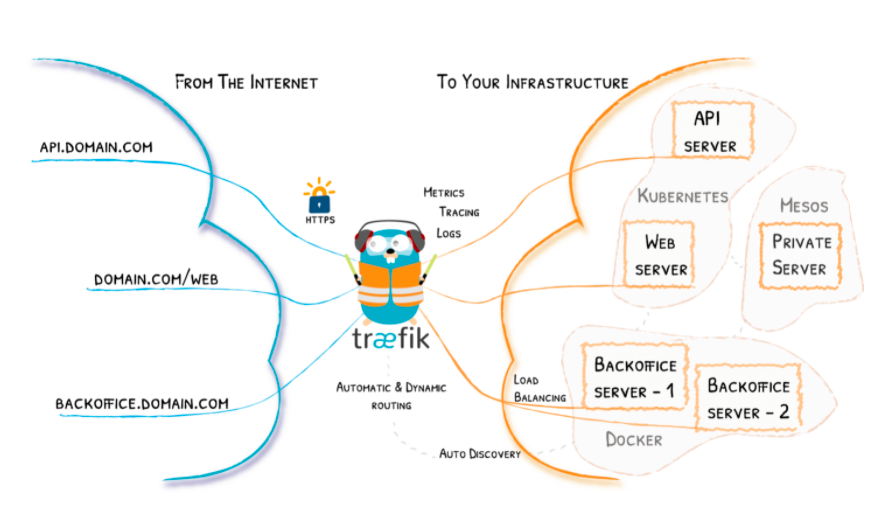 FROM THE INTERNET
TO YOUR INFRASTRUCTURE
API.DOMAIN.COM
DOMAIN.COM/WEB
BACKOFFICE.DOMAIN.COM
HTTPS
METRICS
TRACING
LOGS
træfik
AUTOMATIC & DYNAMIC
ROUTING
AUTO DISCOVERY
LOAD
BALANCING
API
SERVER
KUBERNETES
WEB
SERVER
MESOS
PRIVATE
SERVER
BACKOFFICE
SERVER - 1
BACKOFFICE
SERVER - 2
DOCKER